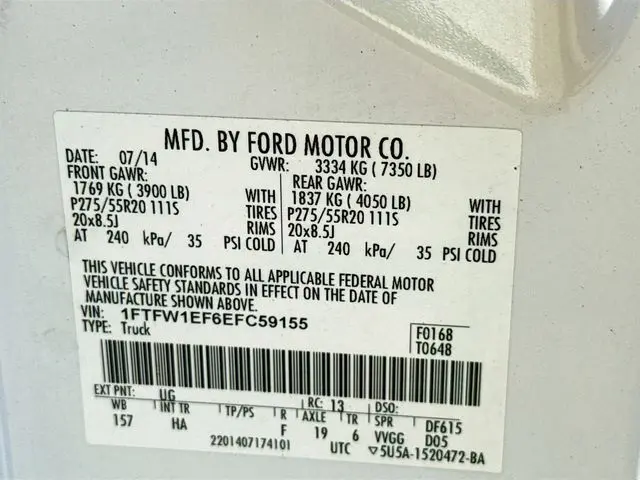 MFD. BY FORD MOTOR CO.
DATE: 07/14 GVWR: 3334 KG ( 7350 LB)
FRONT GAWR: REAR GAWR:
1769 KG ( 3900 LB) WITH 1837 KG ( 4050 LB) WITH
P275/55R20 111S TIRES P275/55R20 111S TIRES
20x8.5J RIMS 20x8.5J RIMS
AT 240 kPa/ 35 PSI COLD AT 240 kPa/ 35 PSI COLD
THIS VEHICLE CONFORMS TO ALL APPLICABLE FEDERAL MOTOR
VEHICLE SAFETY STANDARDS IN EFFECT ON THE DATE OF
MANUFACTURE SHOWN ABOVE.
VIN: 1FTFW1EF6EFC59155 F0168
TYPE: Truck T0648
EXT PNT: UG RC: 13 DSO:
WB INT TR TP/PS R AXLE TR SPR DF615
157 HA F 19 6 VVGG D05
2201407174101 UTC ▽5U5A-1520472-BA